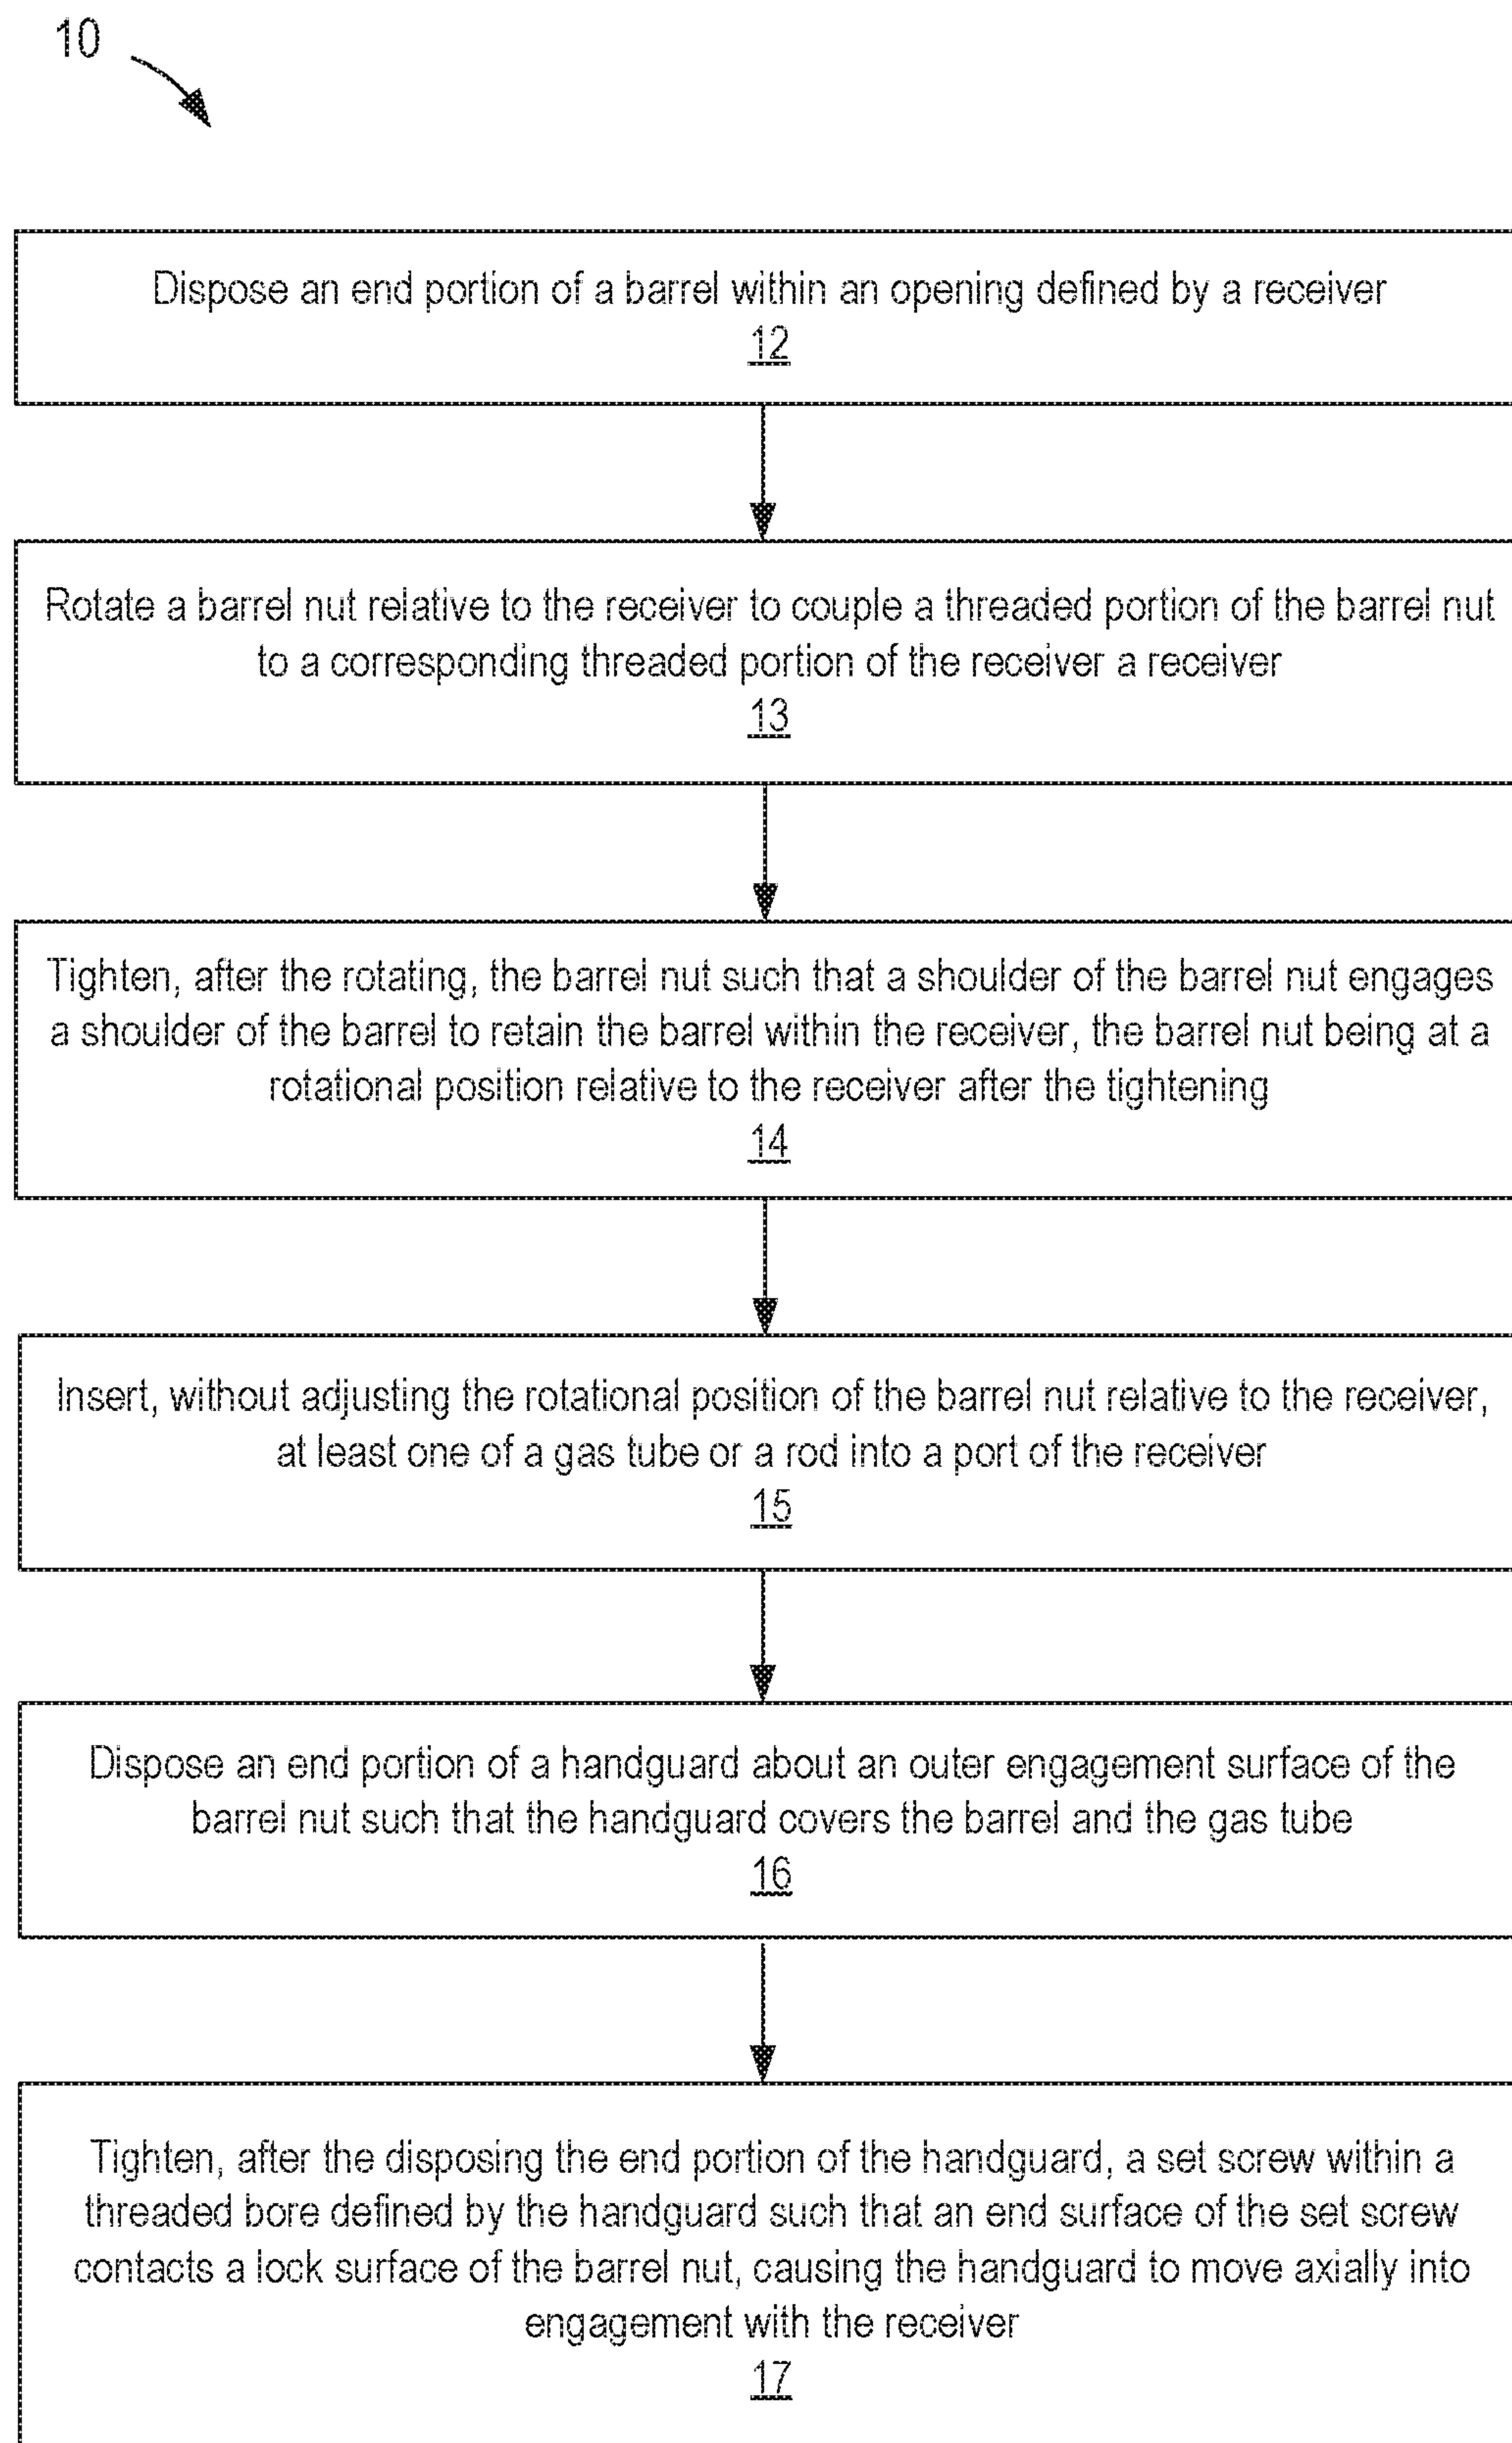 10
Dispose an end portion of a barrel within an opening defined by a receiver
12
Rotate a barrel nut relative to the receiver to couple a threaded portion of the barrel nut
to a corresponding threaded portion of the receiver a receiver
13
Tighten, after the rotating, the barrel nut such that a shoulder of the barrel nut engages
a shoulder of the barrel to retain the barrel within the receiver, the barrel nut being at a
rotational position relative to the receiver after the tightening
14
Insert, without adjusting the rotational position of the barrel nut relative to the receiver,
at least one of a gas tube or a rod into a port of the receiver
15
Dispose an end portion of a handguard about an outer engagement surface of the
barrel nut such that the handguard covers the barrel and the gas tube
16
Tighten, after the disposing the end portion of the handguard, a set screw within a
threaded bore defined by the handguard such that an end surface of the set screw
contacts a lock surface of the barrel nut, causing the handguard to move axially into
engagement with the receiver
17